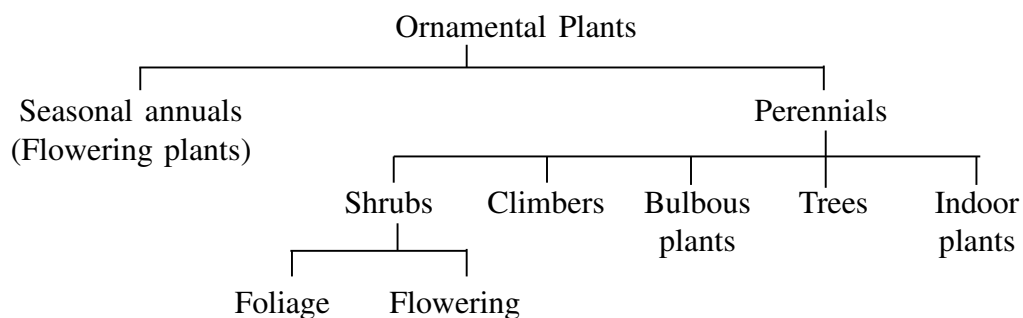 Ornamental Plants
Seasonal annuals
(Flowering plants)
Perennials
Shrubs Climbers Bulbous plants Trees Indoor plants
Foliage Flowering